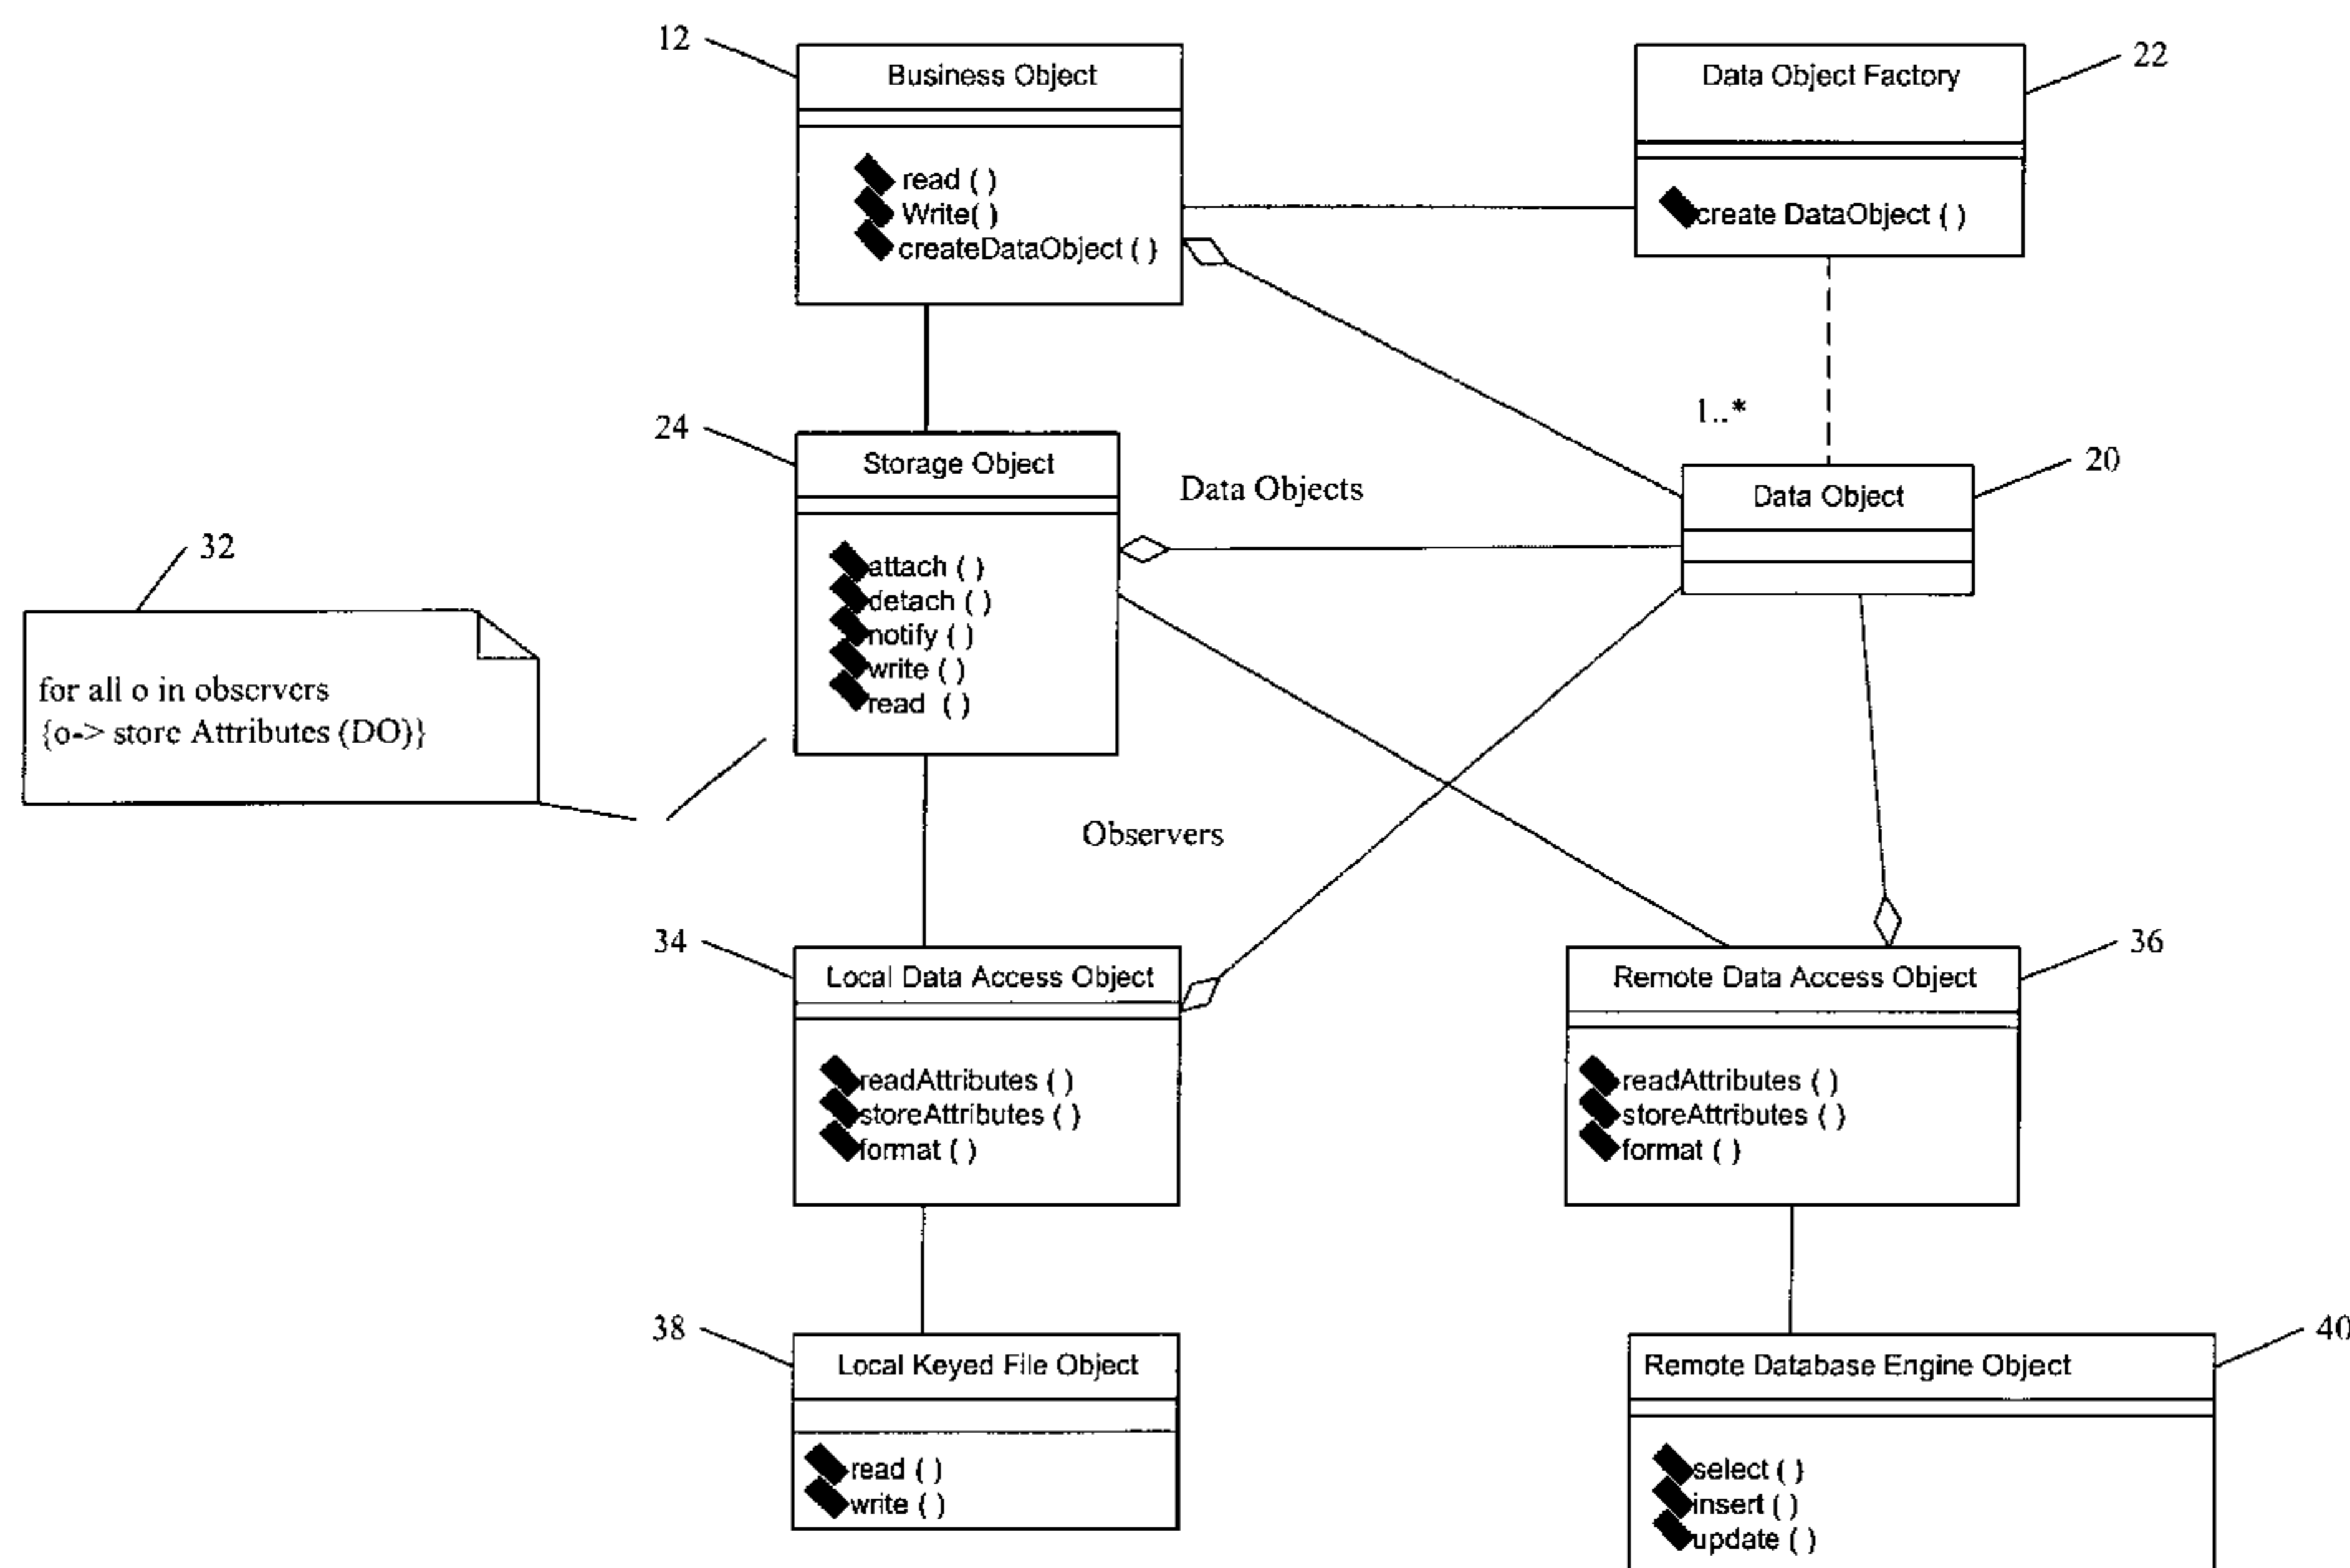 12
Business Object
read ( )
Write( )
createDataObject ( )
Data Object Factory
22
create DataObject ( )
24
Storage Object
attach ( )
detach ( )
notify ( )
write ( )
read ( )
Data Objects
1..*
Data Object
20
32
for all o in observers
{o-> store Attributes (DO)}
Observers
34
Local Data Access Object
readAttributes ( )
storeAttributes ( )
format ( )
Remote Data Access Object
36
readAttributes ( )
storeAttributes ( )
format ( )
38
Local Keyed File Object
read ( )
write ( )
Remote Database Engine Object
40
select ( )
insert ( )
update ( )